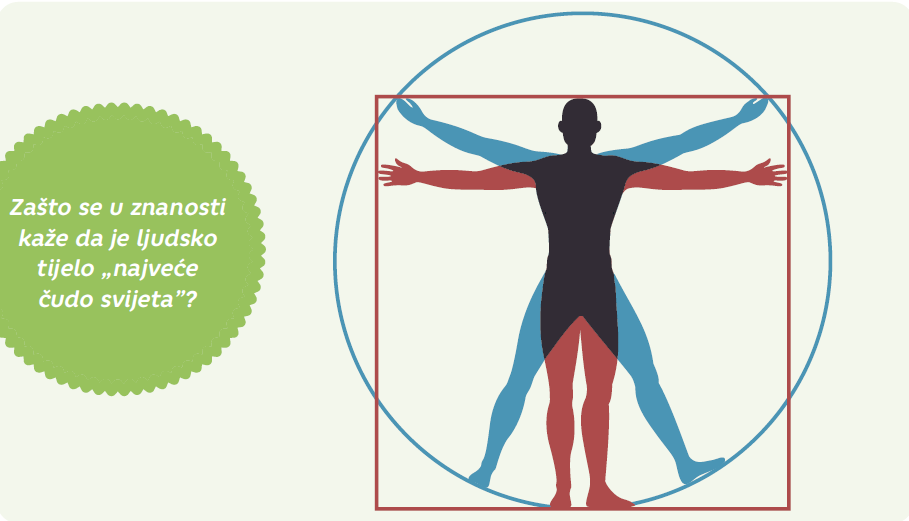 Zašto se u znanosti
kaže da je ljudsko
tijelo „najveće
čudo svijeta”?